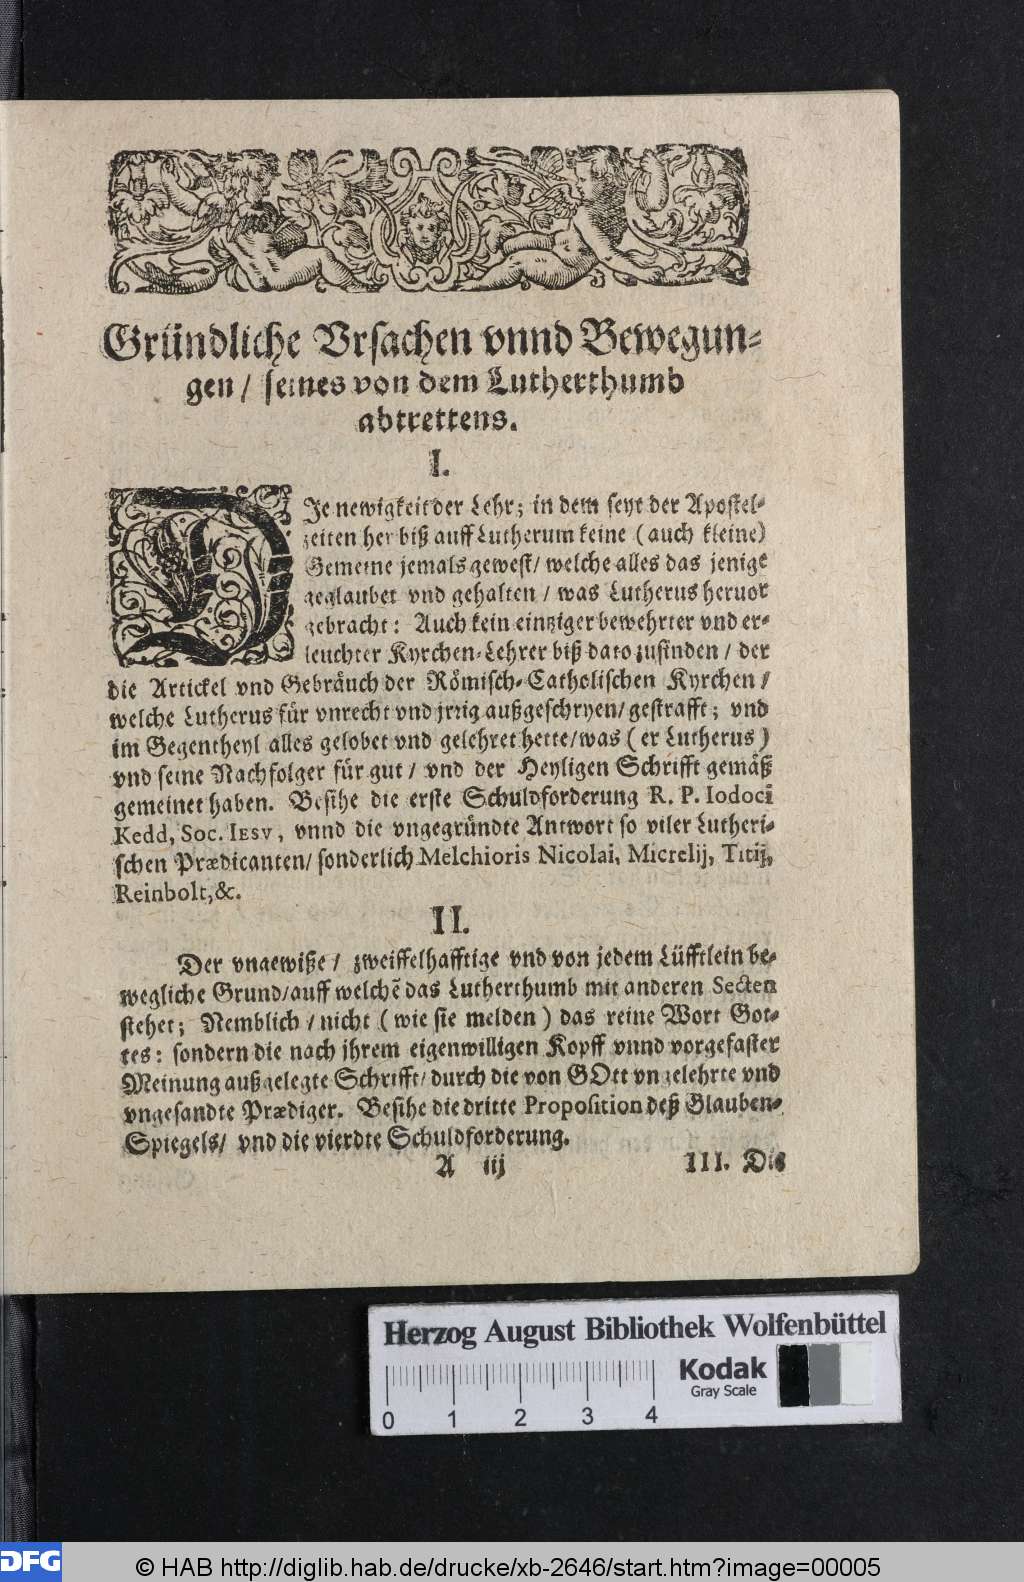 Gründliche Vrsachen vnnd Bewegun-
gen / seines von dem Lutherthumb
abtrettens.
I.
DJe newigkeit der Lehr; in dem seyt der Apostel-
zeiten her biß auff Lutherum keine (auch kleine)
Gemeine jemals gewest / welche alles das jenige
geglaubet vnd gehalten / was Lutherus heruor
gebracht: Auch kein eintziger bewehrter vnd er-
leuchter Kyrchen-Lehrer biß dato zufinden / der
die Artickel vnd Gebräuch der Römisch-Catholischen Kyrchen /
welche Lutherus für vnrecht vnd jrrig außgeschryen / gestrafft; vnd
im Gegentheyl alles gelobet vnd gelehret hette / was (er Lutherus)
vnd seine Nachfolger für gut / vnd der Heyligen Schrifft gemäß
gemeinet haben. Besihe die erste Schuldforderung R. P. Iodoci
Kedd, Soc. IESV, vnnd die vngegründte Antwort so viler Lutheri-
schen Prædicanten / sonderlich Melchioris Nicolai, Micrelij, Titij,
Reinbolt, &.
II.
Der vngewiße / zweiffelhafftige vnd von jedem Lüfftlein be-
wegliche Grund / auff welchẽ das Lutherthumb mit anderen Secten
stehet; Nemblich / nicht (wie sie melden) das reine Wort Got-
tes: sondern die nach jhrem eigenwilligen Kopff vnnd vorgefaster
Meinung außgelegte Schrifft / durch die von GOtt vngelehrte vnd
vngesandte Prædiger. Besihe die dritte Proposition deß Glauben-
Spiegels / vnd die vierdte Schuldforderung.
A iij III. Die
Herzog August Bibliothek Wolfenbüttel
Kodak
Gray Scale
0 1 2 3 4
DFG © HAB http://diglib.hab.de/drucke/xb-2646/start.htm?image=00005